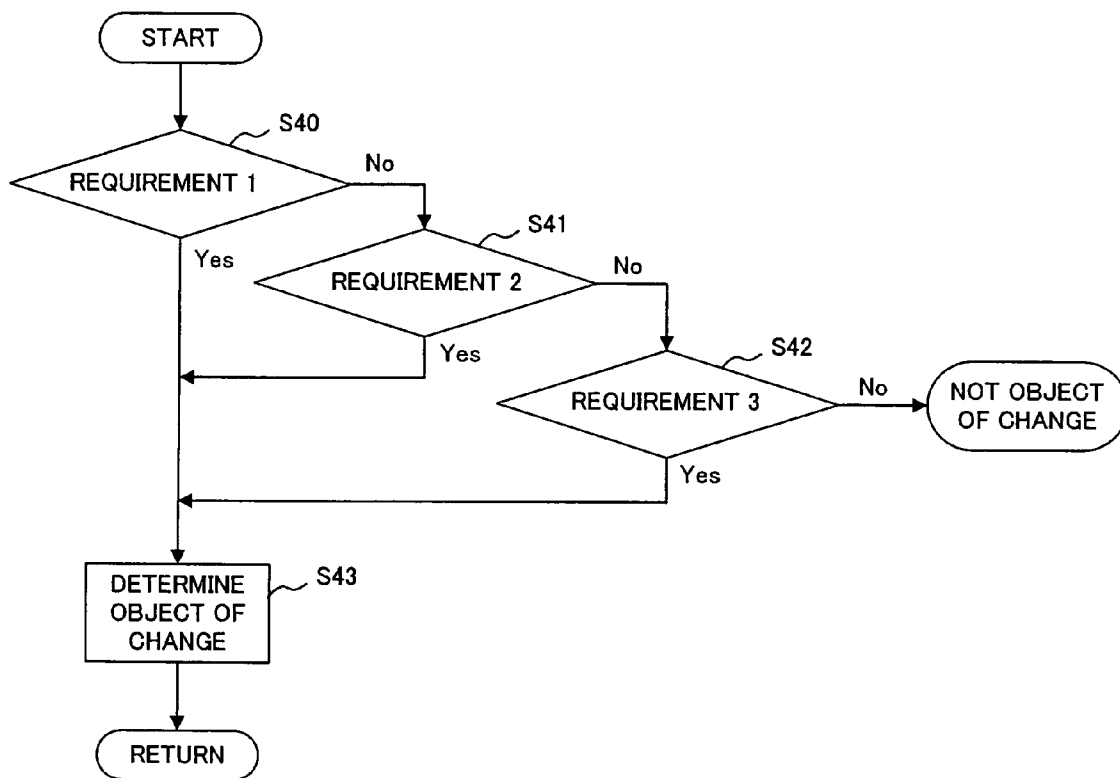 START
S40
REQUIREMENT 1
No
Yes
S41
REQUIREMENT 2
No
Yes
S42
REQUIREMENT 3
No
NOT OBJECT
OF CHANGE
Yes
S43
DETERMINE
OBJECT OF
CHANGE
RETURN